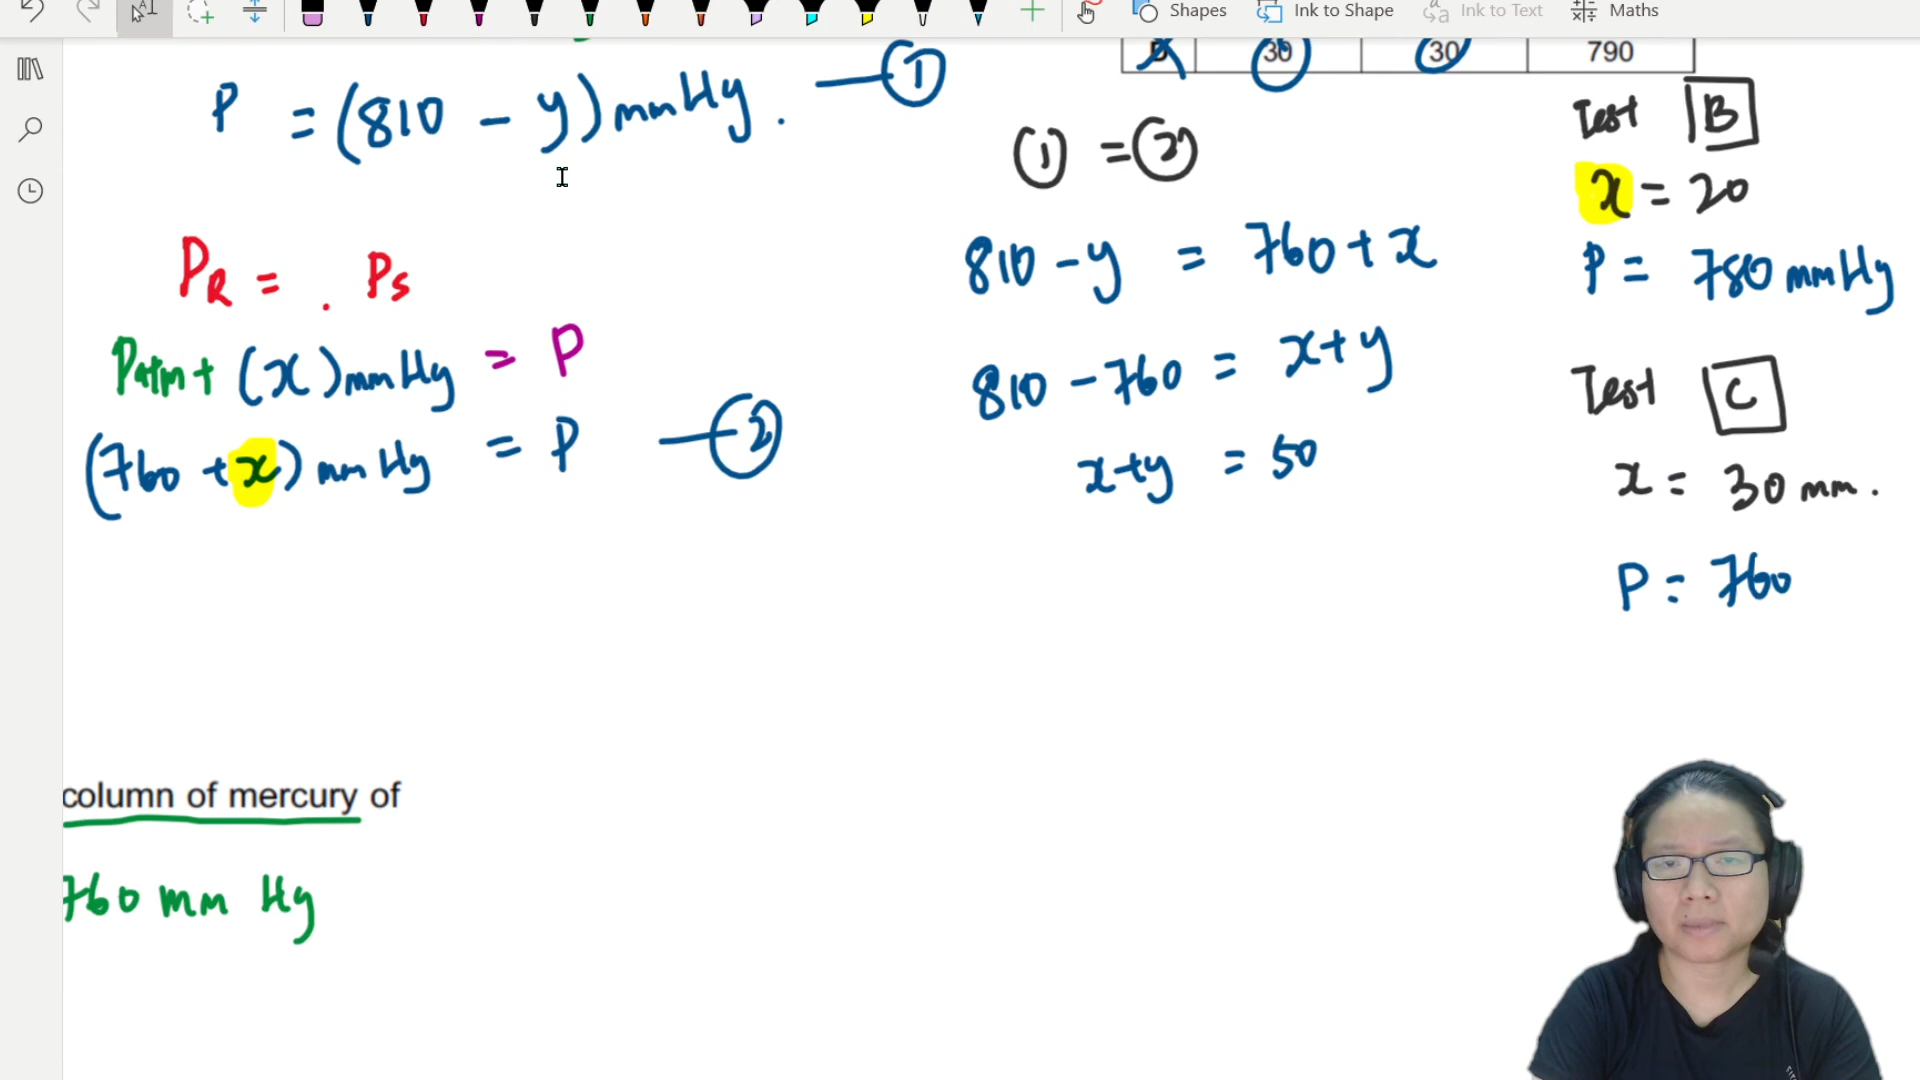 Shapes Ink to Shape Ink to Text Maths
D 30 30 790
P = (810 - y) mmHg. — ①
① = ②
Test B
x = 20
810 - y = 760 + x
P = 780 mmHg
PR = . Ps
Patm + (x) mmHg = P
810 - 760 = x + y
Test C
(760 + x) mm Hg = P — ②
x + y = 50
x = 30 mm.
P = 760
column of mercury of
760 mm Hg